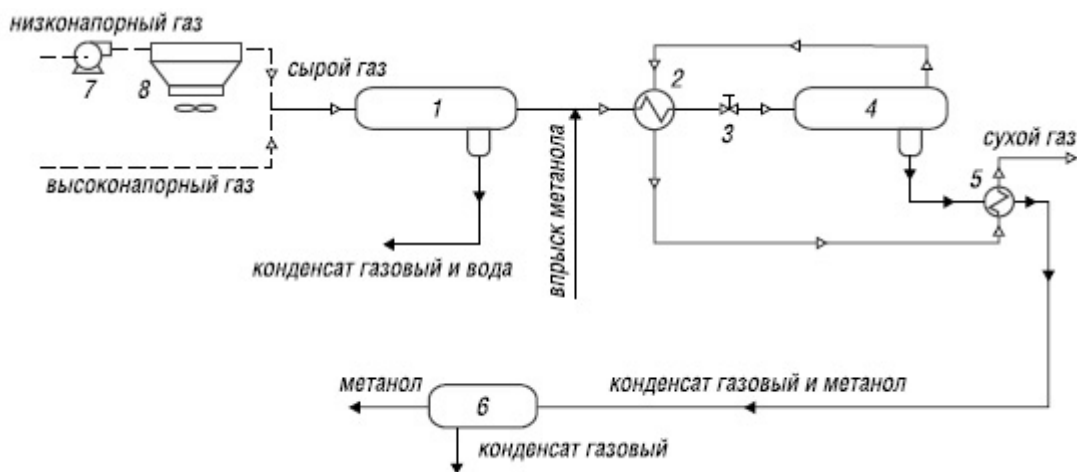 низконапорный газ
7
8
сырой газ
высоконапорный газ
1
конденсат газовый и вода
впрыск метанола
2
3
4
сухой газ
5
метанол
6
конденсат газовый и метанол
конденсат газовый